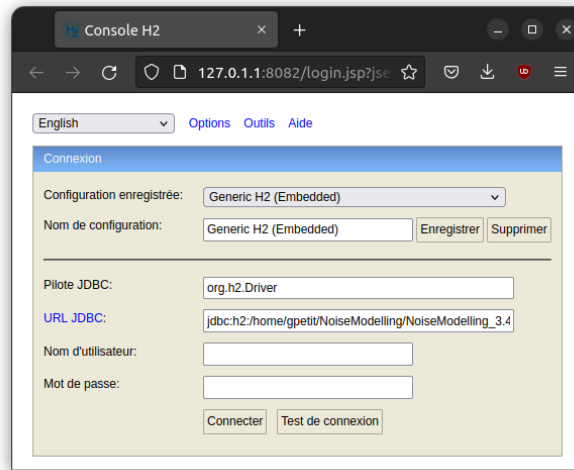 Console H2
127.0.1.1:8082/login.jsp?jse
English Options Outils Aide
Connexion
Configuration enregistrée: Generic H2 (Embedded)
Nom de configuration: Generic H2 (Embedded) Enregistrer Supprimer
Pilote JDBC: org.h2.Driver
URL JDBC: jdbc:h2:/home/gpetit/NoiseModelling/NoiseModelling_3.4
Nom d'utilisateur:
Mot de passe:
Connecter Test de connexion